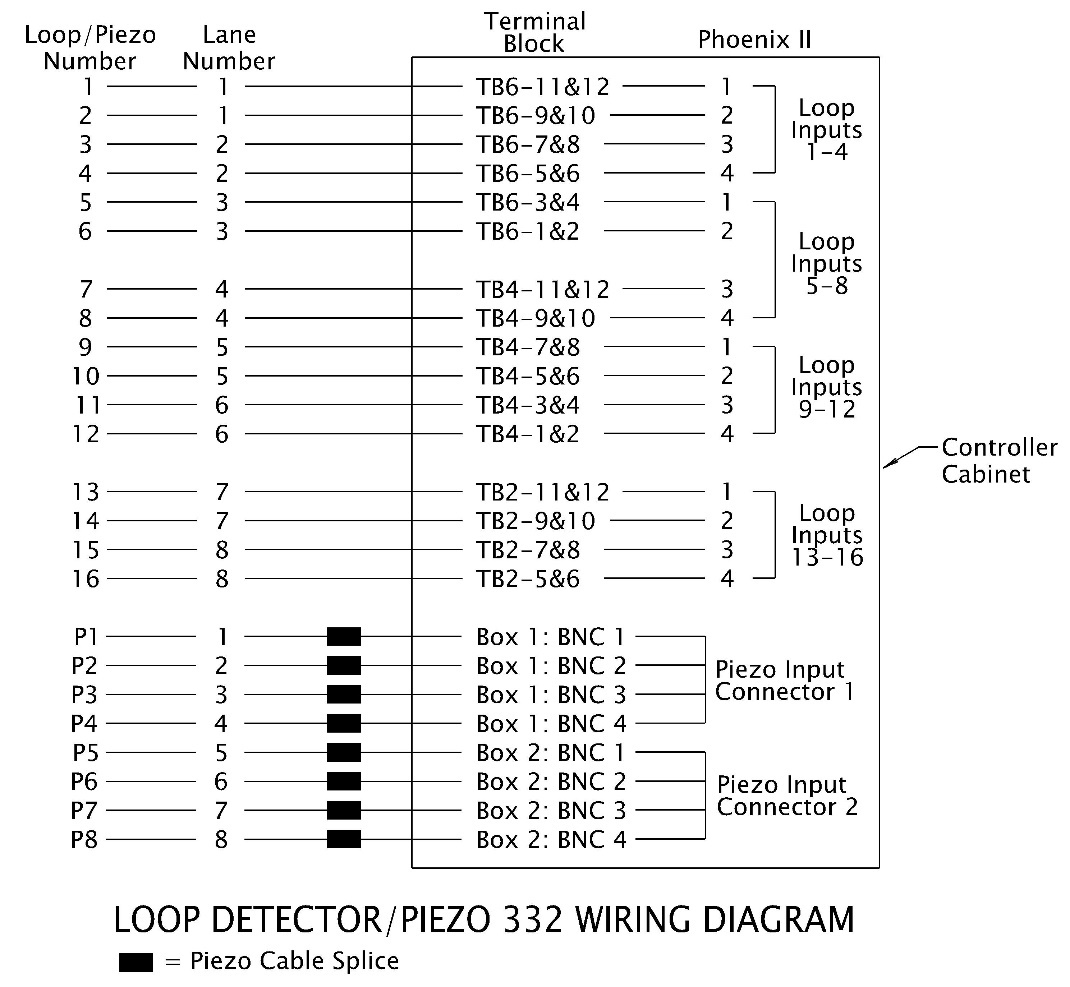 Loop/Piezo Number Lane Number Terminal Block Phoenix II
1 1 TB6-11&12 1
2 1 TB6-9&10 2
3 2 TB6-7&8 3
4 2 TB6-5&6 4
Loop
Inputs
1-4
5 3 TB6-3&4 1
6 3 TB6-1&2 2
7 4 TB4-11&12 3
8 4 TB4-9&10 4
Loop
Inputs
5-8
9 5 TB4-7&8 1
10 5 TB4-5&6 2
11 6 TB4-3&4 3
12 6 TB4-1&2 4
Loop
Inputs
9-12
Controller
Cabinet
13 7 TB2-11&12 1
14 7 TB2-9&10 2
15 8 TB2-7&8 3
16 8 TB2-5&6 4
Loop
Inputs
13-16
P1 1 Box 1: BNC 1
P2 2 Box 1: BNC 2
P3 3 Box 1: BNC 3
P4 4 Box 1: BNC 4
Piezo Input
Connector 1
P5 5 Box 2: BNC 1
P6 6 Box 2: BNC 2
P7 7 Box 2: BNC 3
P8 8 Box 2: BNC 4
Piezo Input
Connector 2
LOOP DETECTOR/PIEZO 332 WIRING DIAGRAM
= Piezo Cable Splice